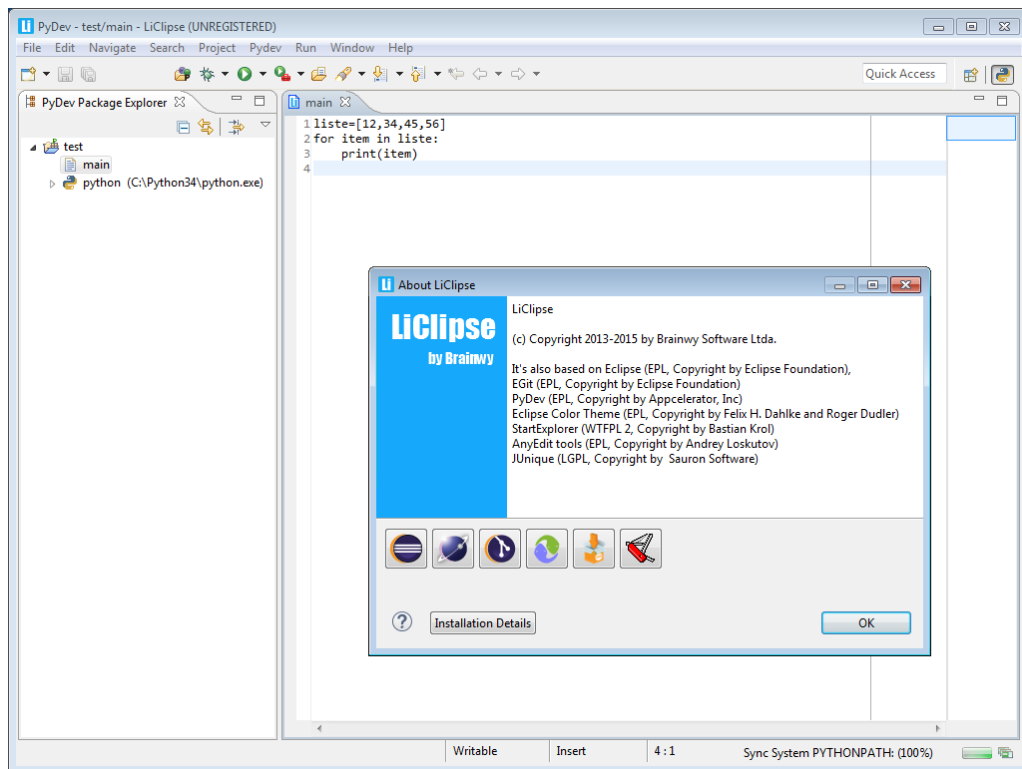 PyDev - test/main - LiClipse (UNREGISTERED)
File Edit Navigate Search Project Pydev Run Window Help
Quick Access
PyDev Package Explorer
main
test
main
python (C:\Python34\python.exe)
1 liste=[12,34,45,56]
2 for item in liste:
3     print(item)
4
About LiClipse
LiClipse
by Brainwy
LiClipse
(c) Copyright 2013-2015 by Brainwy Software Ltda.
It's also based on Eclipse (EPL, Copyright by Eclipse Foundation),
EGit (EPL, Copyright by Eclipse Foundation)
PyDev (EPL, Copyright by Appcelerator, Inc)
Eclipse Color Theme (EPL, Copyright by Felix H. Dahlke and Roger Dudler)
StartExplorer (WTFPL 2, Copyright by Bastian Krol)
AnyEdit tools (EPL, Copyright by Andrey Loskutov)
JUnique (LGPL, Copyright by Sauron Software)
Installation Details
OK
Writable Insert 4 : 1 Sync System PYTHONPATH: (100%)